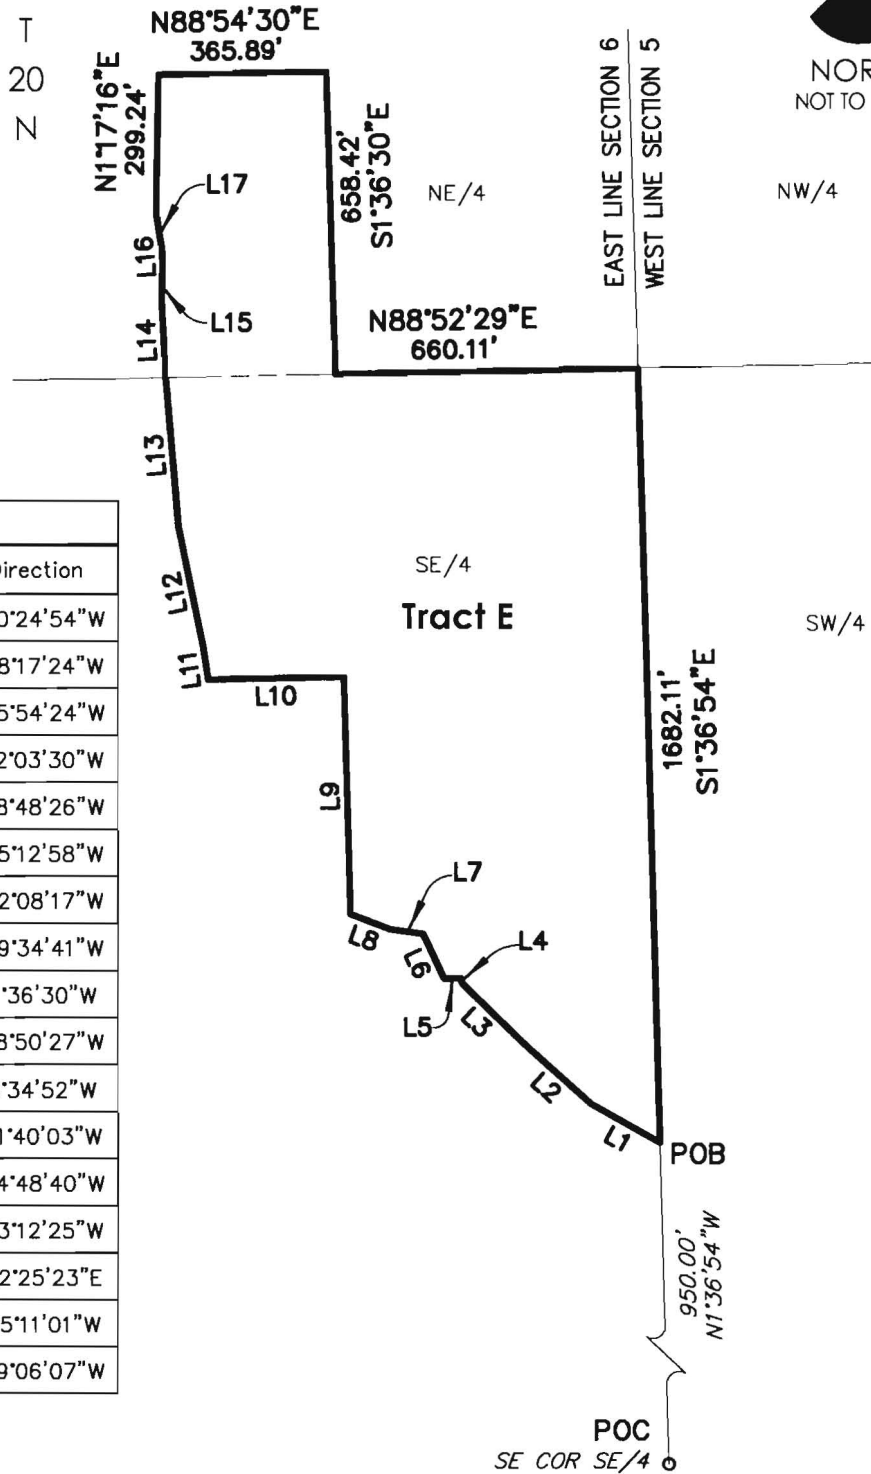 T
20
N
N88°54'30"E
365.89'
N1°17'16"E
299.24'
L17
L16
L15
L14
658.42'
S1°36'30"E
NE/4
EAST LINE SECTION 6
WEST LINE SECTION 5
NOT TO
NW/4
N88°52'29"E
660.11'
L13
L12
L11
L10
SE/4
Tract E
SW/4
1682.11'
S1°36'54"E
L9
L8
L7
L6
L5
L4
L3
L2
L1
POB
950.00'
N1°36'54"W
POC
SE COR SE/4
irection
0°24'54"W
8°17'24"W
5°54'24"W
2°03'30"W
8°48'26"W
5°12'58"W
2°08'17"W
9°34'41"W
°36'30"W
8°50'27"W
°34'52"W
1°40'03"W
4°48'40"W
3°12'25"W
2°25'23"E
5°11'01"W
9°06'07"W